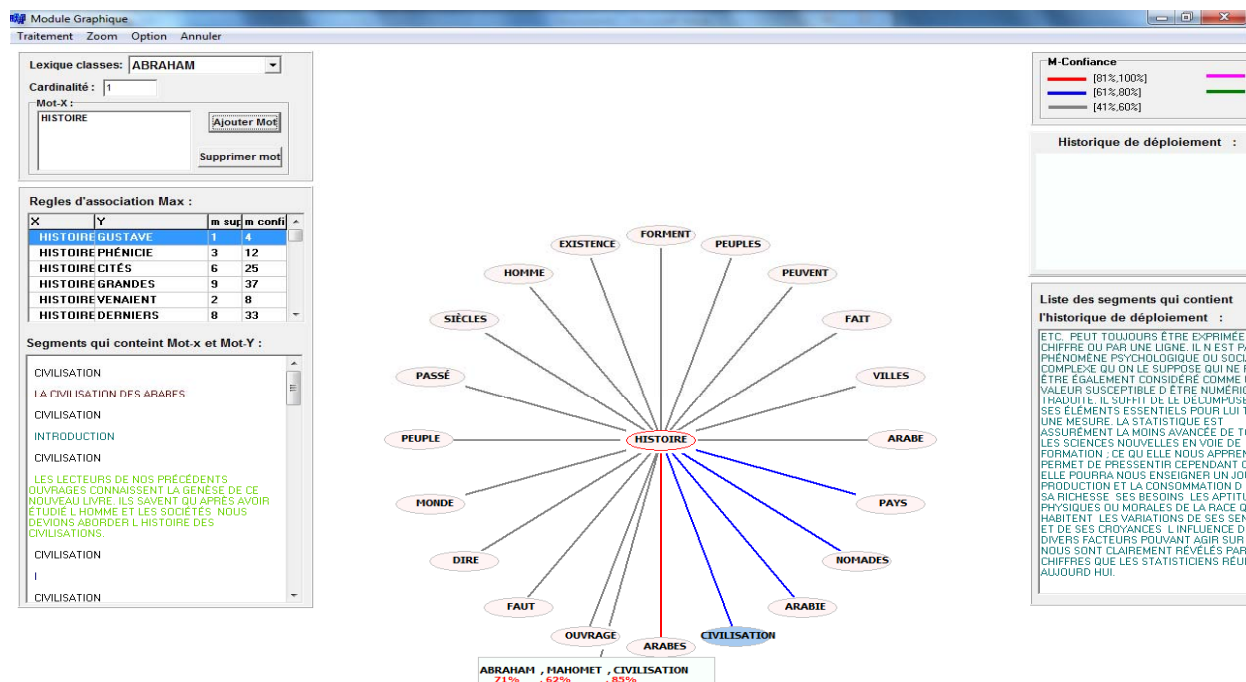 Module Graphique
Traitement Zoom Option Annuler
Lexique classes: ABRAHAM
Cardinalité : 1
Mot-X :
HISTOIRE
Ajouter Mot
Supprimer mot
Regles d'association Max :
X Y m sup m confi
HISTOIRE GUSTAVE 1 4
HISTOIRE PHÉNICIE 3 12
HISTOIRE CITÉS 6 25
HISTOIRE GRANDES 9 37
HISTOIRE VENAIENT 2 8
HISTOIRE DERNIERS 8 33
Segments qui conteint Mot-x et Mot-Y :
CIVILISATION
LA CIVILISATION DES ARABES
CIVILISATION
INTRODUCTION
CIVILISATION
LES LECTEURS DE NOS PRÉCÉDENTS
OUVRAGES CONNAISSENT LA GENÈSE DE CE
NOUVEAU LIVRE. ILS SAVENT QU APRÈS AVOIR
ÉTUDIÉ L HOMME ET LES SOCIÉTÉS NOUS
DEVIONS ABORDER L HISTOIRE DES
CIVILISATIONS.
CIVILISATION
I
CIVILISATION
FORMENT
EXISTENCE
PEUPLES
HOMME
PEUVENT
SIÈCLES
FAIT
PASSÉ
VILLES
PEUPLE
HISTOIRE
ARABE
MONDE
PAYS
DIRE
NOMADES
FAUT
ARABIE
OUVRAGE
CIVILISATION
ARABES
ABRAHAM , MAHOMET , CIVILISATION
71% , 62% , 85%
M-Confiance
[81%,100%]
[61%,80%]
[41%,60%]
Historique de déploiement :
Liste des segments qui contient
l'historique de déploiement :
ETC. PEUT TOUJOURS ÊTRE EXPRIMÉE
CHIFFRE OU PAR UNE LIGNE. IL N EST
PHÉNOMÈNE PSYCHOLOGIQUE OU
COMPLEXE QU ON LE SUPPOSE QUI NE
ÊTRE ÉGALEMENT CONSIDÉRÉ COMME
VALEUR SUSCEPTIBLE D ÊTRE
TRADUITE. IL SUFFIT DE LE
SES ÉLÉMENTS ESSENTIELS POUR LUI
UNE MESURE. LA STATISTIQUE EST
ASSURÉMENT LA MOINS AVANCÉE DE
LES SCIENCES NOUVELLES EN VOIE DE
FORMATION ; CE QU ELLE NOUS
PERMET DE PRESSENTIR CEPENDANT
ELLE POURRA NOUS ENSEIGNER UN
PRODUCTION ET LA CONSOMMATION D
SA RICHESSE SES BESOINS LES
PHYSIQUES OU MORALES DE LA RACE
HABITENT LES VARIATIONS DE SES
ET DE SES CROYANCES L INFLUENCE
DIVERS FACTEURS POUVANT AGIR SUR
NOUS SONT CLAIREMENT RÉVÉLÉS PAR
CHIFFRES QUE LES STATISTICIENS
AUJOURD HUI.